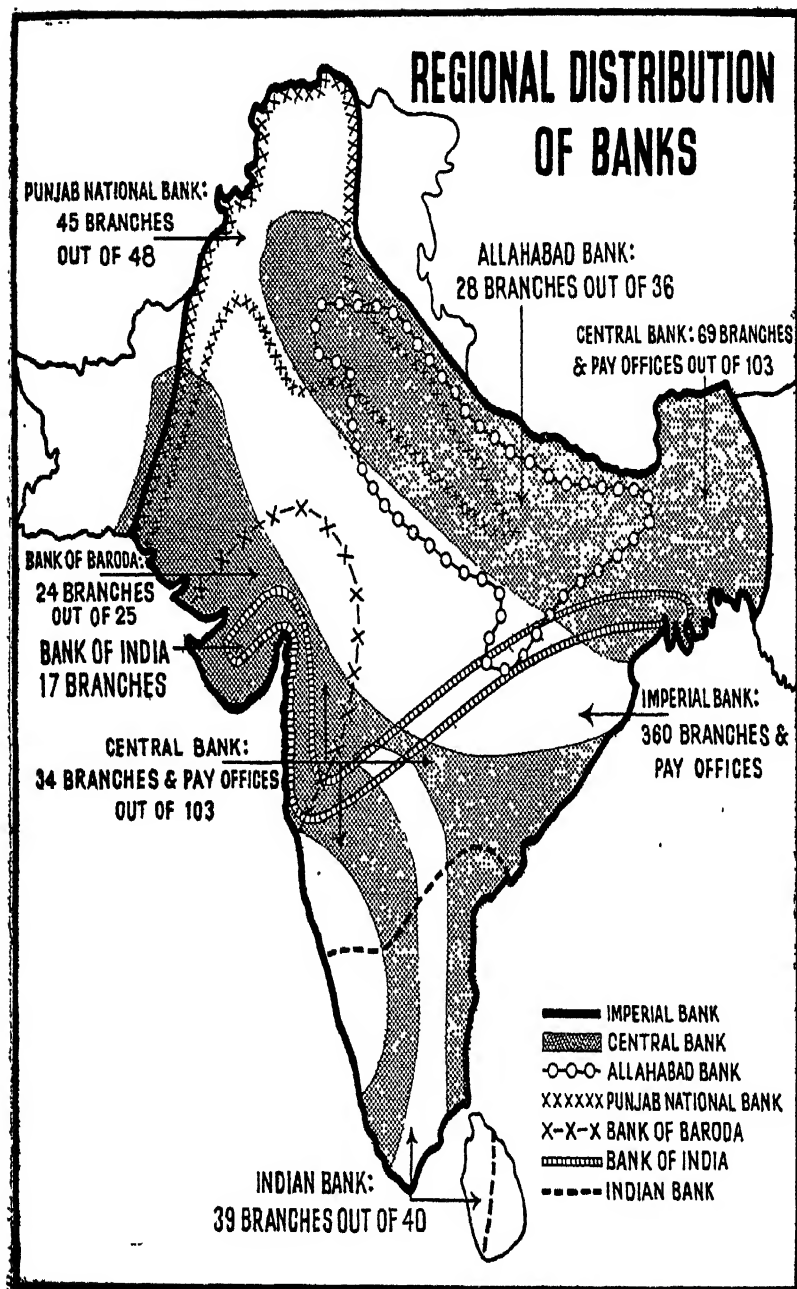 REGIONAL DISTRIBUTION
OF BANKS
PUNJAB NATIONAL BANK:
45 BRANCHES
OUT OF 48
ALLAHABAD BANK:
28 BRANCHES OUT OF 36
CENTRAL BANK: 69 BRANCHES
& PAY OFFICES OUT OF 103
BANK OF BARODA:
24 BRANCHES
OUT OF 25
BANK OF INDIA
17 BRANCHES
IMPERIAL BANK:
360 BRANCHES &
PAY OFFICES
CENTRAL BANK:
34 BRANCHES & PAY OFFICES
OUT OF 103
IMPERIAL BANK
CENTRAL BANK
ALLAHABAD BANK
PUNJAB NATIONAL BANK
BANK OF BARODA
BANK OF INDIA
INDIAN BANK
INDIAN BANK:
39 BRANCHES OUT OF 40